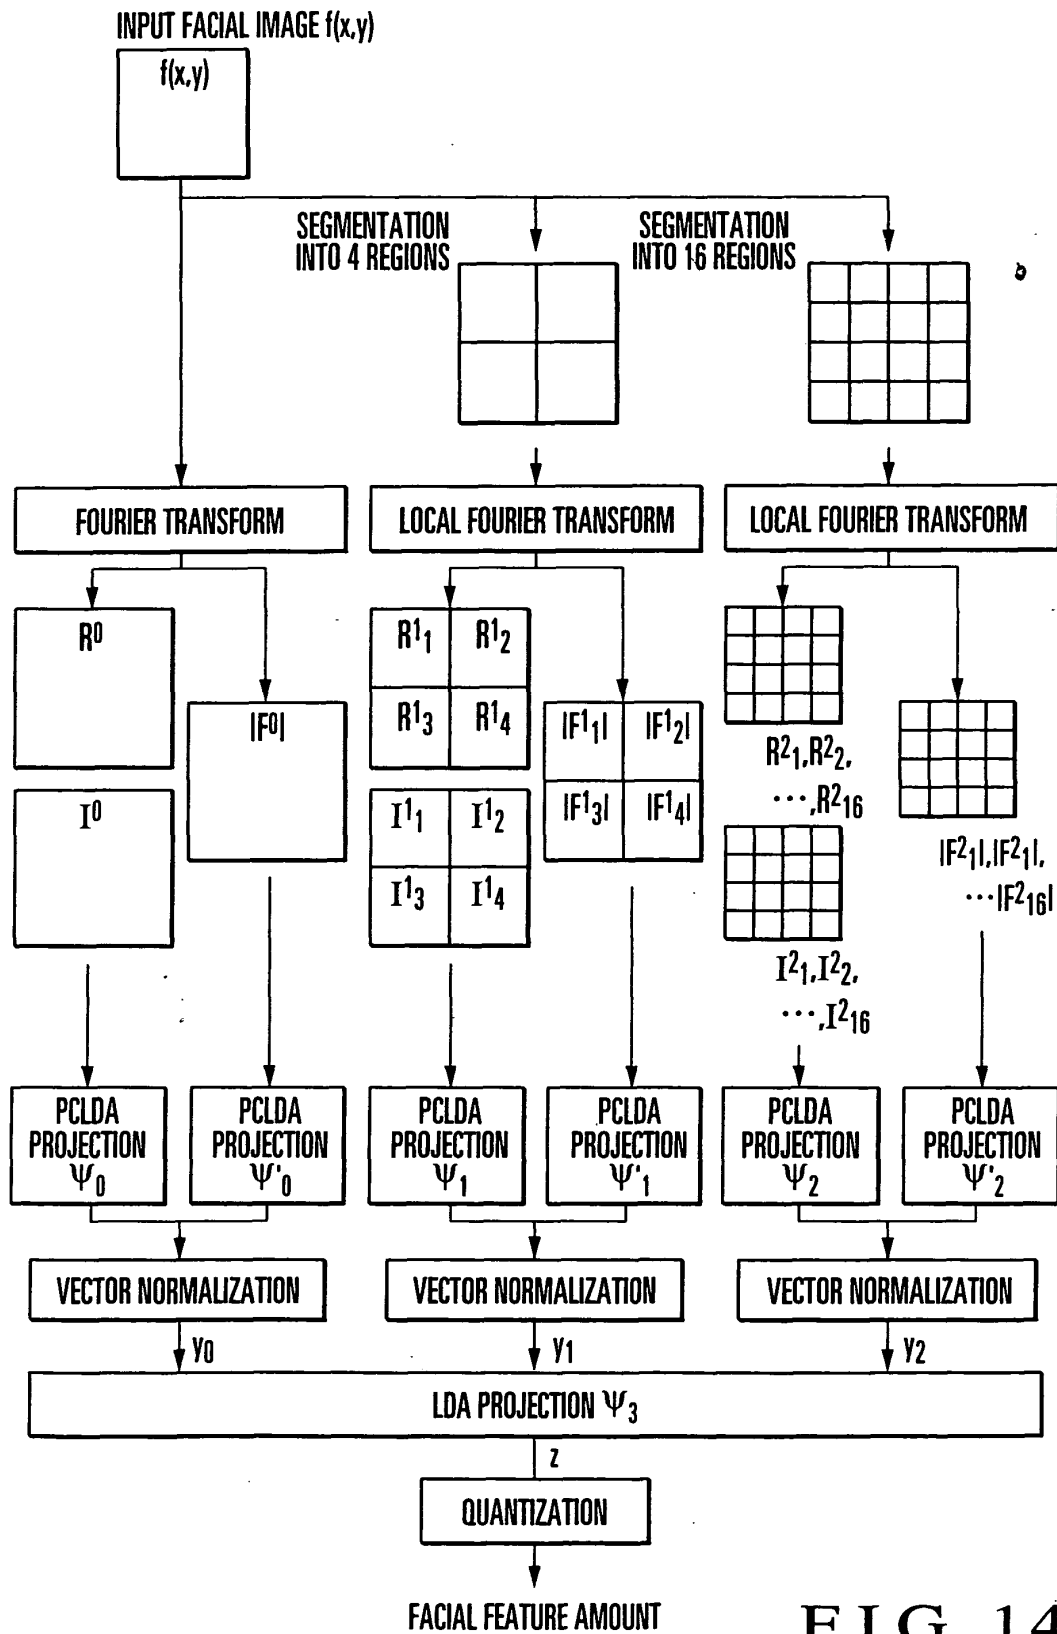 INPUT FACIAL IMAGE f(x,y)
f(x,y)
SEGMENTATION
INTO 4 REGIONS
SEGMENTATION
INTO 16 REGIONS
FOURIER TRANSFORM
LOCAL FOURIER TRANSFORM
LOCAL FOURIER TRANSFORM
R⁰
I⁰
|F⁰|
R¹₁ R¹₂
R¹₃ R¹₄
I¹₁ I¹₂
I¹₃ I¹₄
|F¹₁| |F¹₂|
|F¹₃| |F¹₄|
R²₁,R²₂,
⋯,R²₁₆
I²₁,I²₂,
⋯,I²₁₆
|F²₁|,|F²₁|,
⋯|F²₁₆|
PCLDA
PROJECTION
Ψ₀
PCLDA
PROJECTION
Ψ'₀
PCLDA
PROJECTION
Ψ₁
PCLDA
PROJECTION
Ψ'₁
PCLDA
PROJECTION
Ψ₂
PCLDA
PROJECTION
Ψ'₂
VECTOR NORMALIZATION
VECTOR NORMALIZATION
VECTOR NORMALIZATION
y₀
y₁
y₂
LDA PROJECTION Ψ₃
z
QUANTIZATION
FACIAL FEATURE AMOUNT
FIG. 14